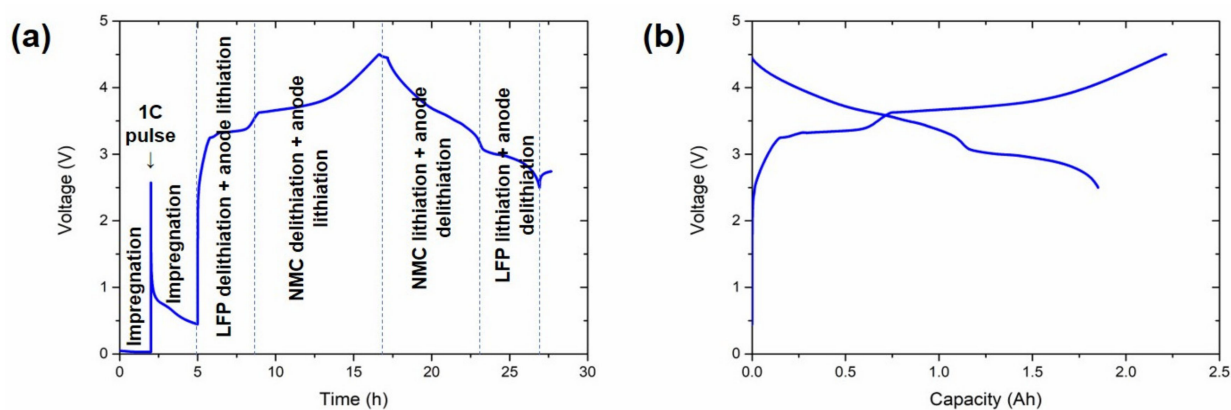 (a)
Voltage (V)
5
4
3
2
1
0
1C
pulse
Impregnation
Impregnation
LFP delithiation + anode lithiation
NMC delithiation + anode
lithiation
NMC lithiation + anode
delithiation
LFP lithiation + anode
delithiation
0 5 10 15 20 25 30
Time (h)
(b)
Voltage (V)
5
4
3
2
1
0
0.0 0.5 1.0 1.5 2.0 2.5
Capacity (Ah)